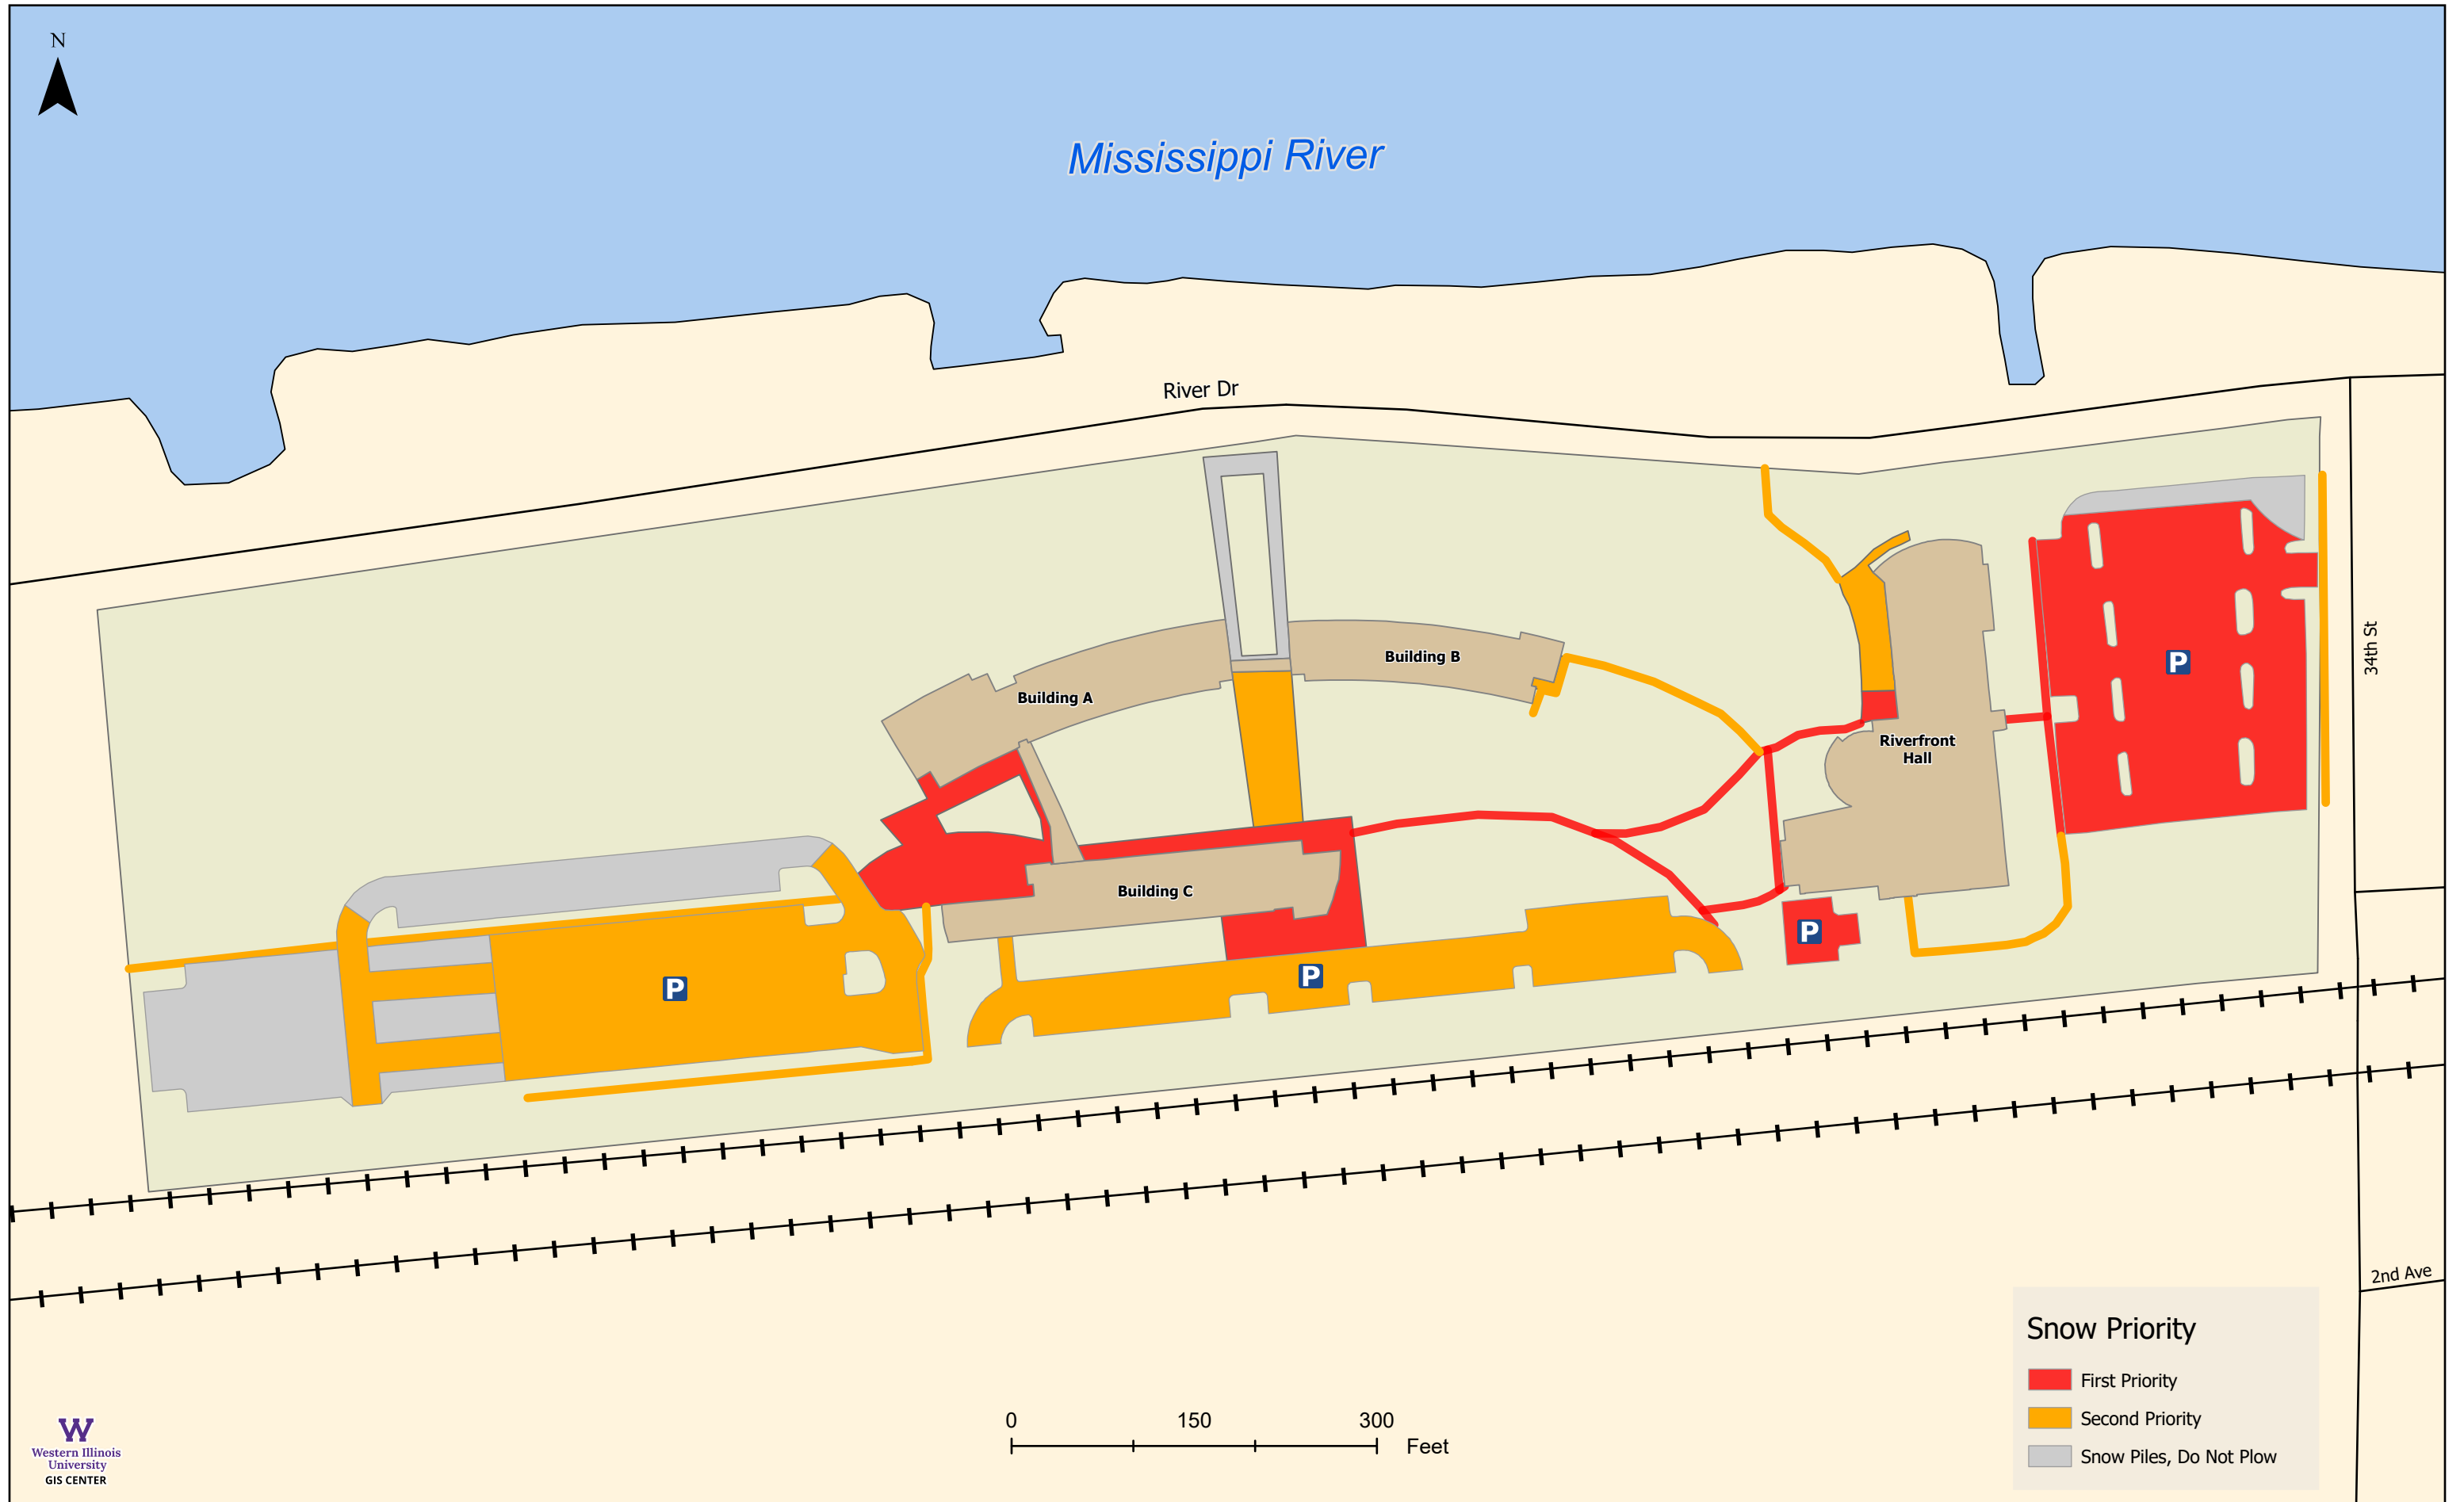 N
Mississippi River
River Dr
34th St
Building B
Building A
P
Riverfront
Hall
Building C
P
P
P
2nd Ave
Snow Priority
First Priority
Second Priority
Snow Piles, Do Not Plow
0 150 300
Feet
W
Western Illinois
University
GIS CENTER